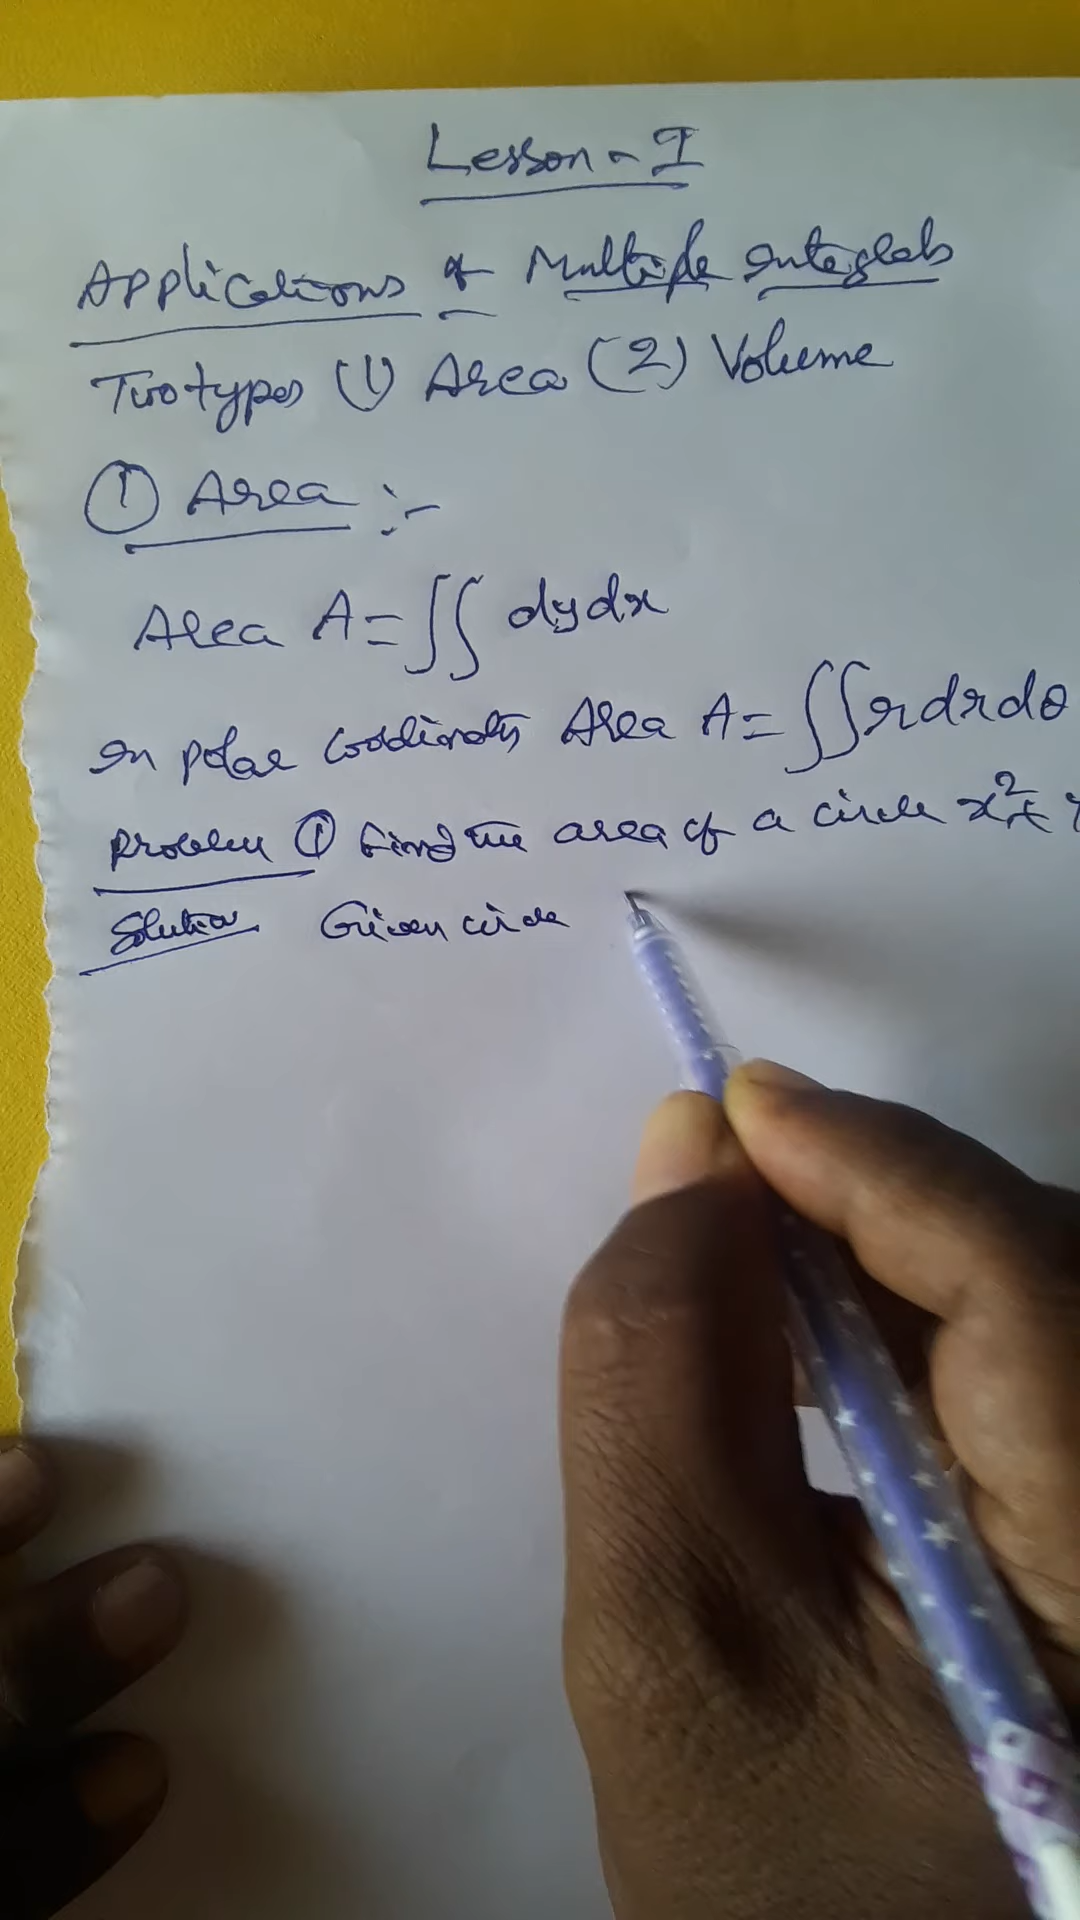 Lesson - I
Applications of Multiple integrals
Two types (1) Area (2) Volume
① Area :-
Area A = ∫∫ dy dx
In polar coordinates Area A = ∫∫ r dr dθ
Problem ① Find the area of a circle x² + y
Solution Given circle